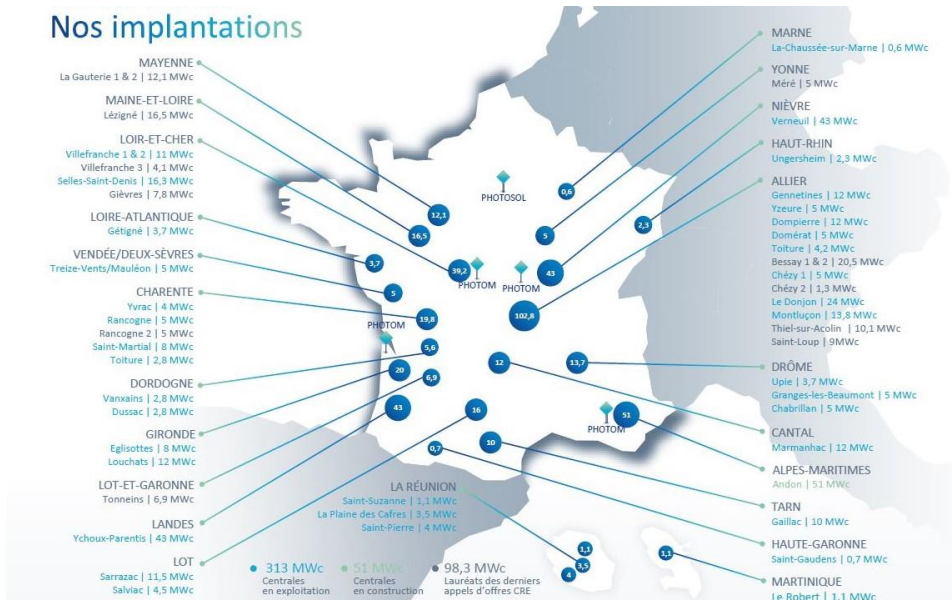 Nos implantations
MAYENNE
La Gauterie 1 & 2 | 12,1 MWc
MAINE-ET-LOIRE
Lézigné | 16,5 MWc
LOIR-ET-CHER
Villefranche 1 & 2 | 11 MWc
Villefranche 3 | 4,1 MWc
Selles-Saint-Denis | 16,3 MWc
Gièvres | 7,8 MWc
LOIRE-ATLANTIQUE
Gétigné | 3,7 MWc
VENDÉE/DEUX-SÈVRES
Treize-Vents/Mauléon | 5 MWc
CHARENTE
Yvrac | 4 MWc
Rancogne | 5 MWc
Rancogne 2 | 5 MWc
Saint-Martial | 8 MWc
Toiture | 2,8 MWc
DORDOGNE
Vanxains | 2,8 MWc
Dussac | 2,8 MWc
GIRONDE
Eglisottes | 8 MWc
Louchats | 12 MWc
LOT-ET-GARONNE
Tonneins | 6,9 MWc
LANDES
Ychoux-Parentis | 43 MWc
LOT
Sarrazac | 11,5 MWc
Salviac | 4,5 MWc
PHOTOSOL
0,6
12,1
16,5
5
2,3
3,7
39,2
PHOTOM
PHOTOM
43
5
102,8
19,8
PHOTOM
5,6
20
6,9
12
13,7
43
16
PHOTOM
51
10
0,7
LA RÉUNION
Saint-Suzanne | 1,1 MWc
La Plaine des Cafres | 3,5 MWc
Saint-Pierre | 4 MWc
1,1
3,5
4
1,1
313 MWc
Centrales
en exploitation
51 MWc
Centrales
en construction
98,3 MWc
Lauréats des derniers
appels d'offres CRE
MARNE
La-Chaussée-sur-Marne | 0,6 MWc
YONNE
Méré | 5 MWc
NIÈVRE
Verneuil | 43 MWc
HAUT-RHIN
Ungersheim | 2,3 MWc
ALLIER
Gennetines | 12 MWc
Yzeure | 5 MWc
Dompierre | 12 MWc
Domérat | 5 MWc
Toiture | 4,2 MWc
Bessay 1 & 2 | 20,5 MWc
Chézy 1 | 5 MWc
Chézy 2 | 1,3 MWc
Le Donjon | 24 MWc
Montluçon | 13,8 MWc
Thiel-sur-Acolin | 10,1 MWc
Saint-Loup | 9MWc
DRÔME
Upie | 3,7 MWc
Granges-les-Beaumont | 5 MWc
Chabrillan | 5 MWc
CANTAL
Marmanhac | 12 MWc
ALPES-MARITIMES
Andon | 51 MWc
TARN
Gaillac | 10 MWc
HAUTE-GARONNE
Saint-Gaudens | 0,7 MWc
MARTINIQUE
Le Robert | 1,1 MWc